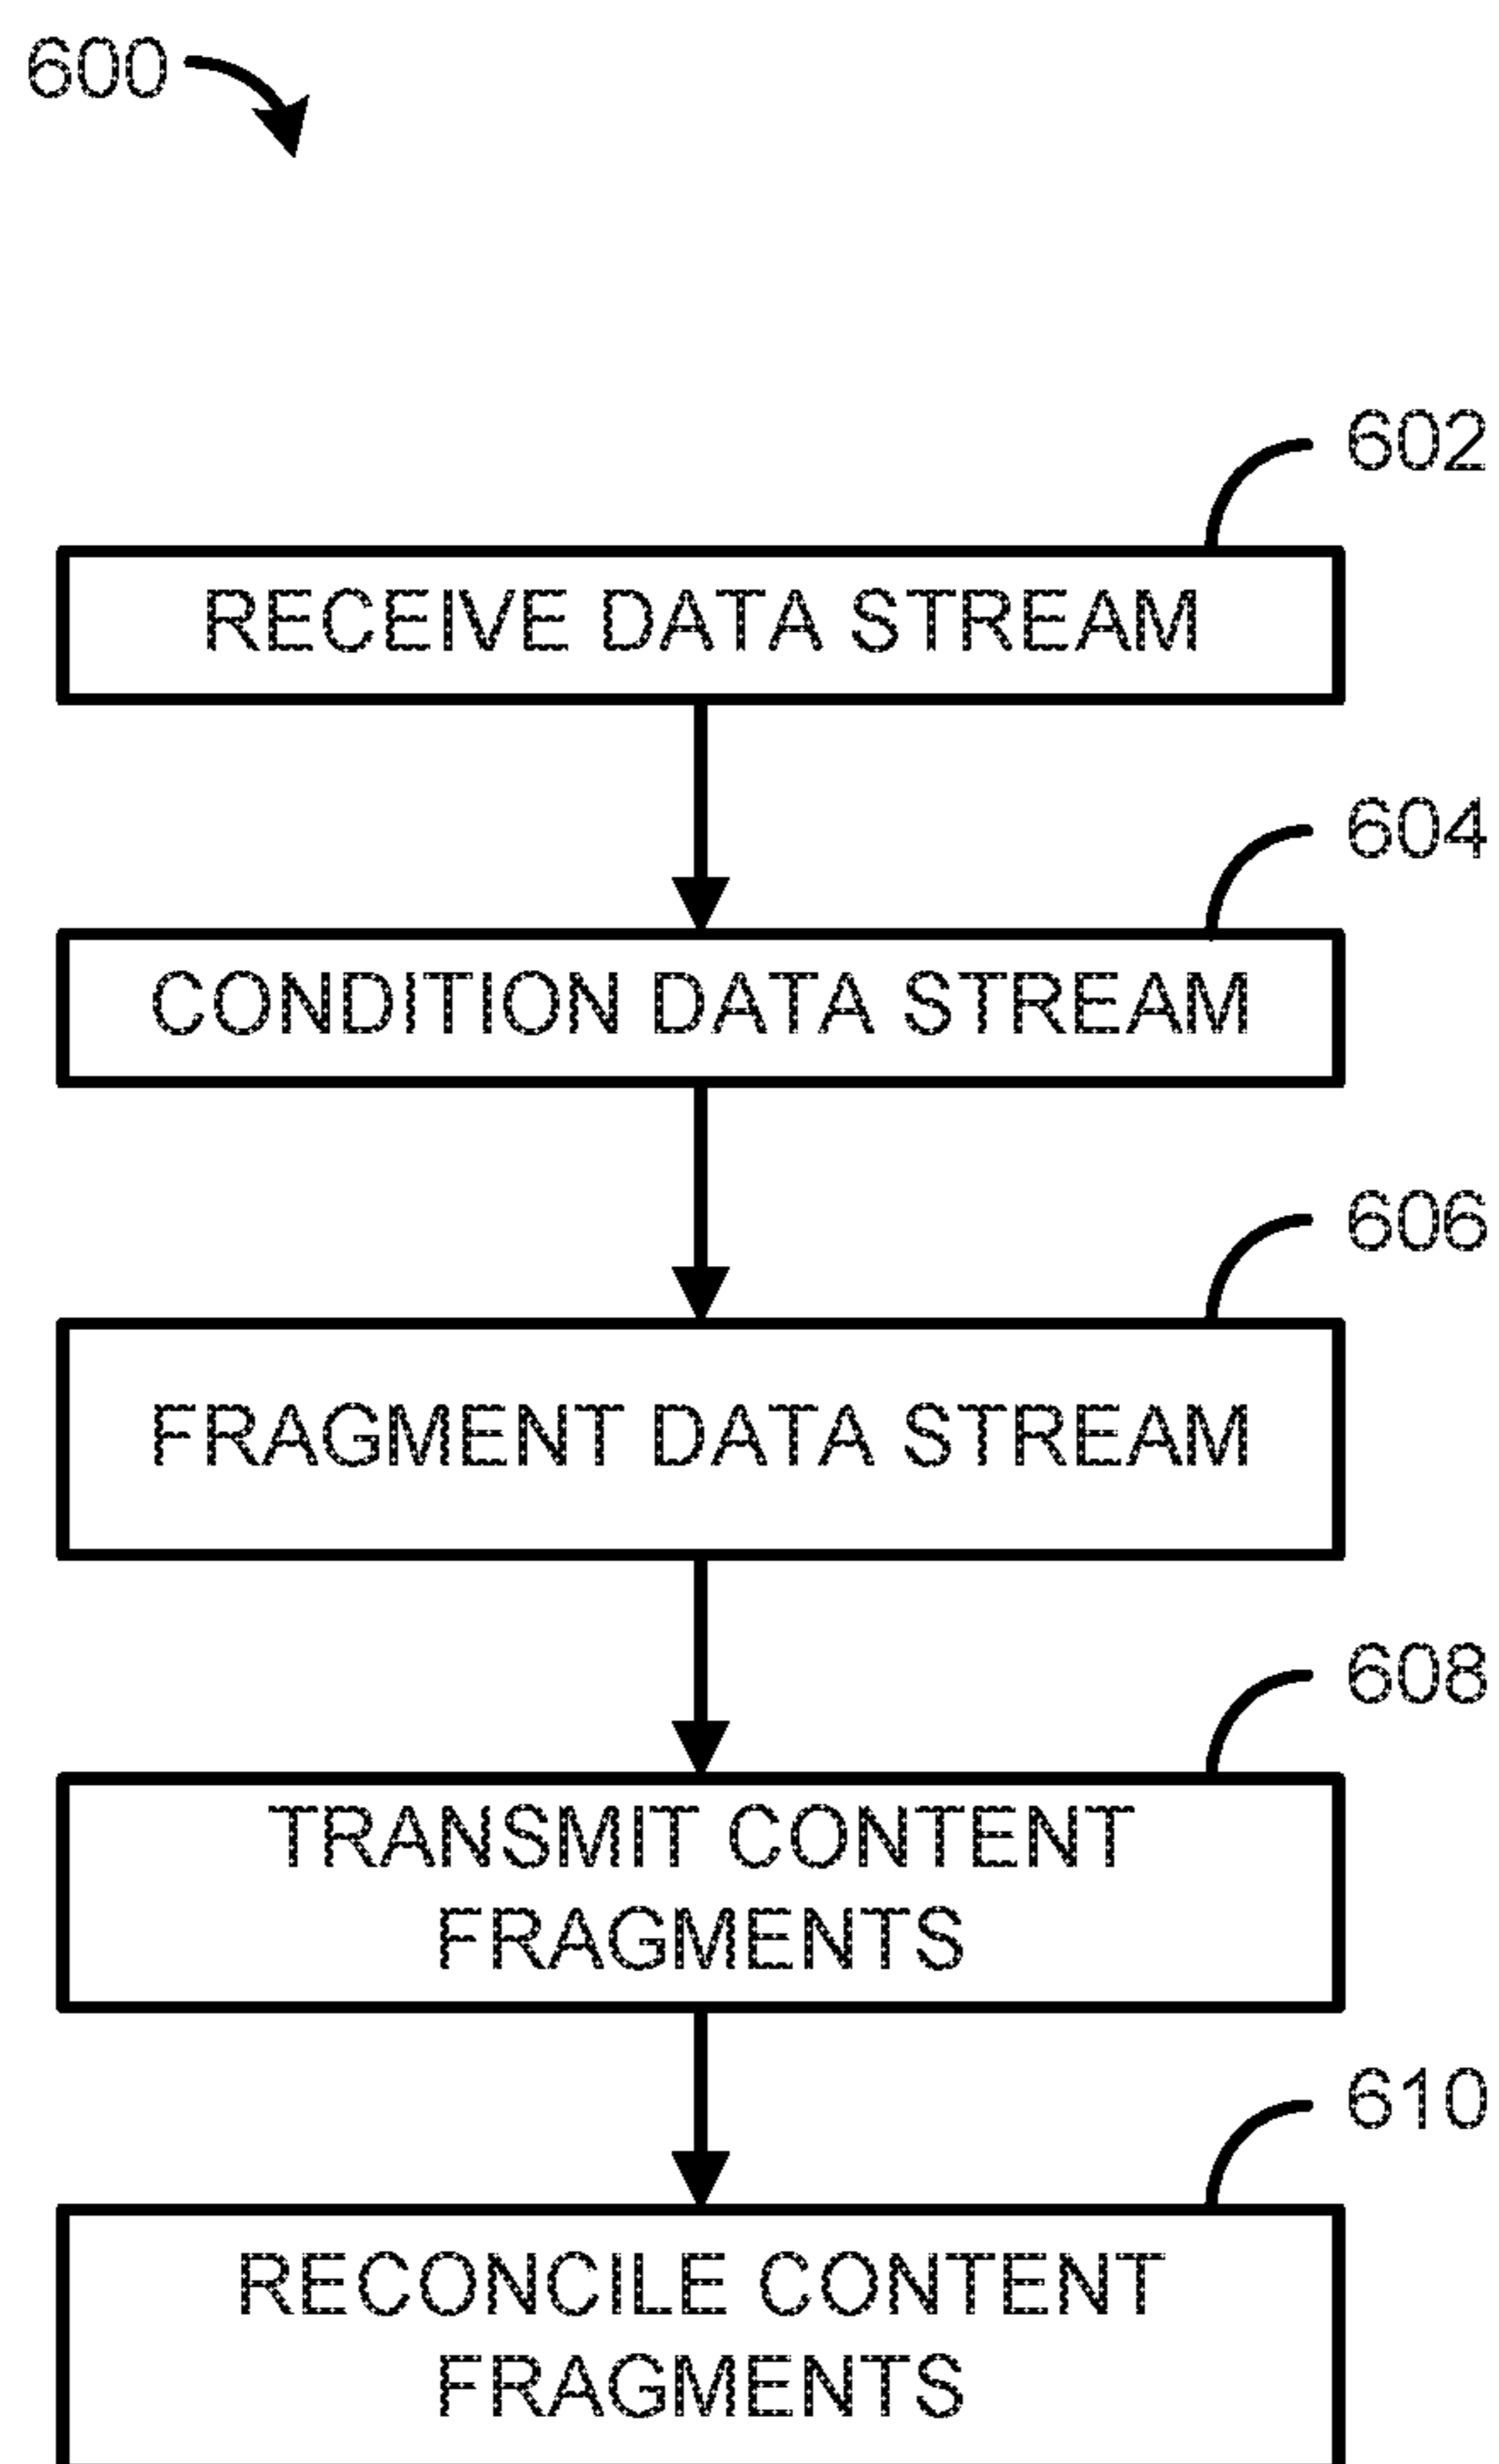 600
602
RECEIVE DATA STREAM
604
CONDITION DATA STREAM
606
FRAGMENT DATA STREAM
608
TRANSMIT CONTENT
FRAGMENTS
610
RECONCILE CONTENT
FRAGMENTS